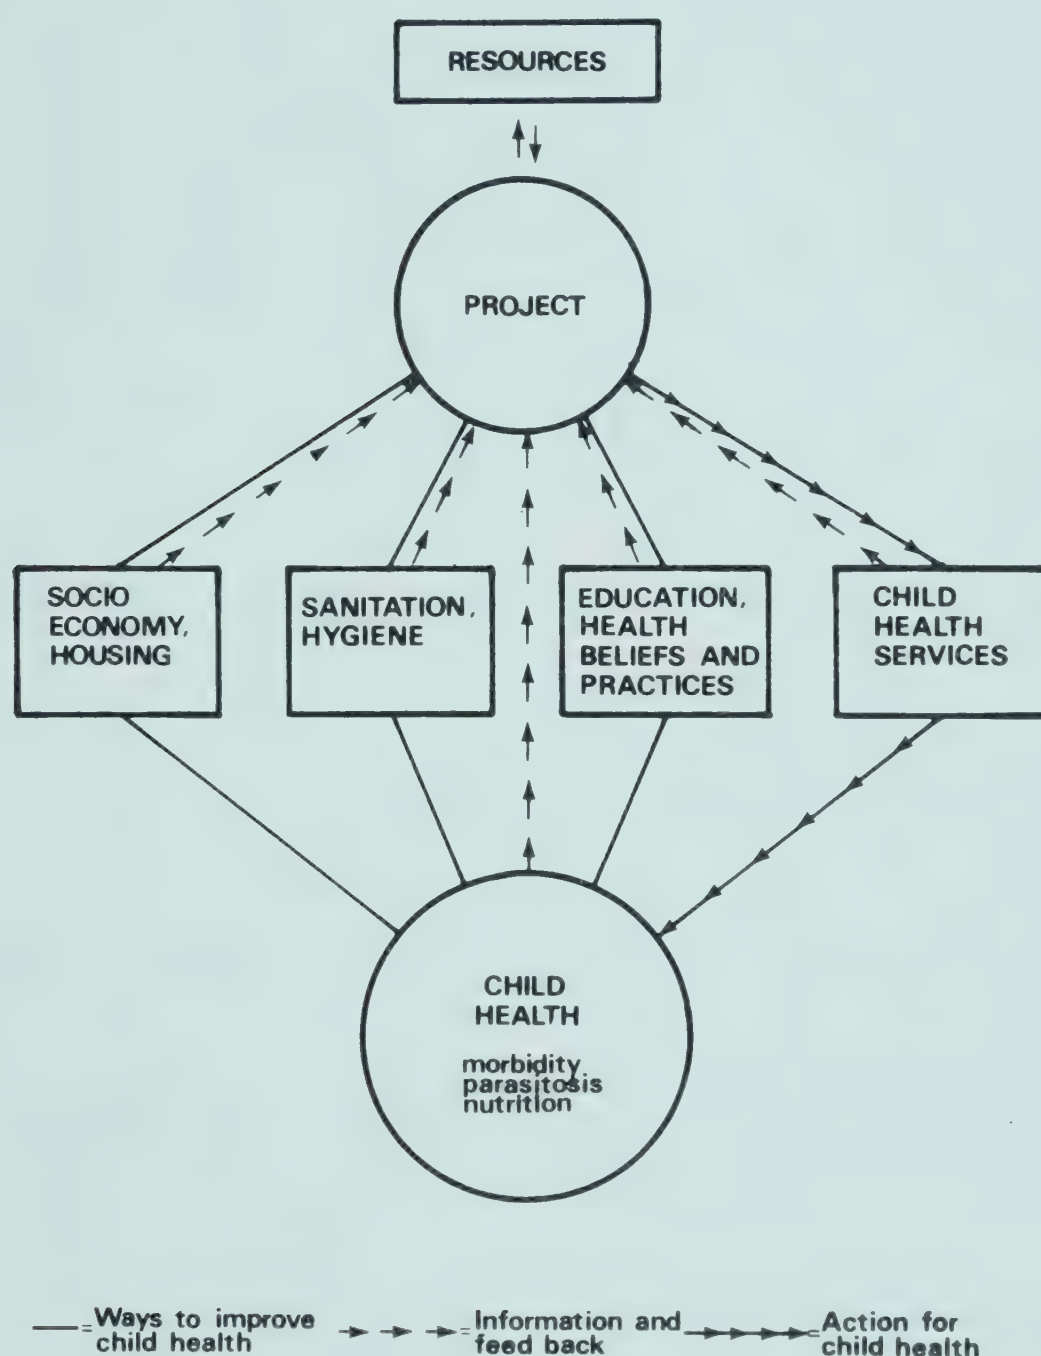 RESOURCES
PROJECT
SOCIO
ECONOMY,
HOUSING
SANITATION,
HYGIENE
EDUCATION,
HEALTH
BELIEFS AND
PRACTICES
CHILD
HEALTH
SERVICES
CHILD
HEALTH
morbidity
parasitosis
nutrition
= Ways to improve
child health
= Information and
feed back
= Action for
child health